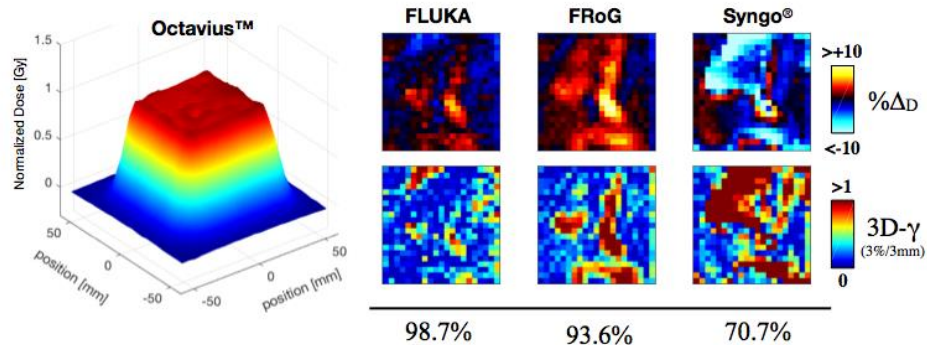 Octavius™
Normalized Dose [Gy]
1.5
1
0.5
0
50
0
-50
position [mm]
-50
0
50
position [mm]
FLUKA
FRoG
Syngo®
>+10
%ΔD
<-10
>1
3D-γ
(3%/3mm)
0
98.7%
93.6%
70.7%